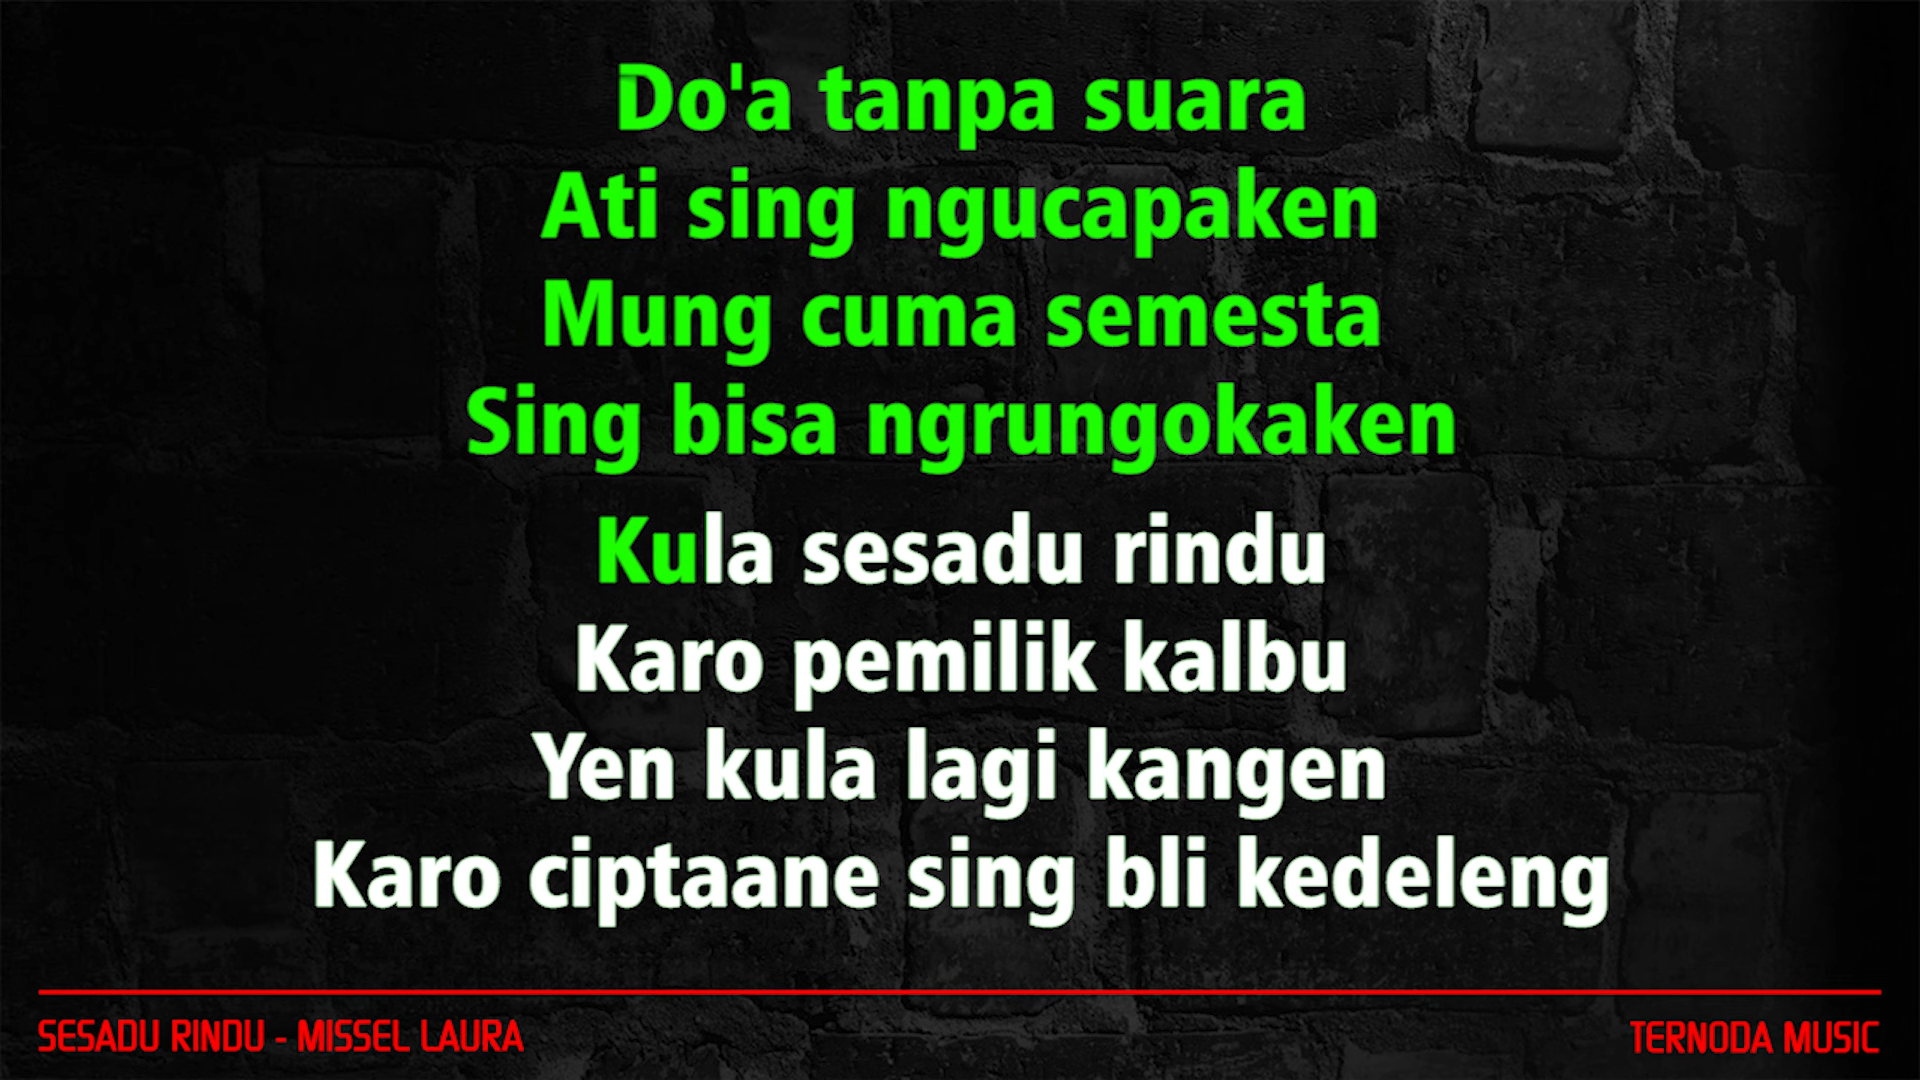 Do'a tanpa suara
Ati sing ngucapaken
Mung cuma semesta
Sing bisa ngrungokaken
Kula sesadu rindu
Karo pemilik kalbu
Yen kula lagi kangen
Karo ciptaane sing bli kedeleng
SESADU RINDU - MISSEL LAURA
TERNODA MUSIC